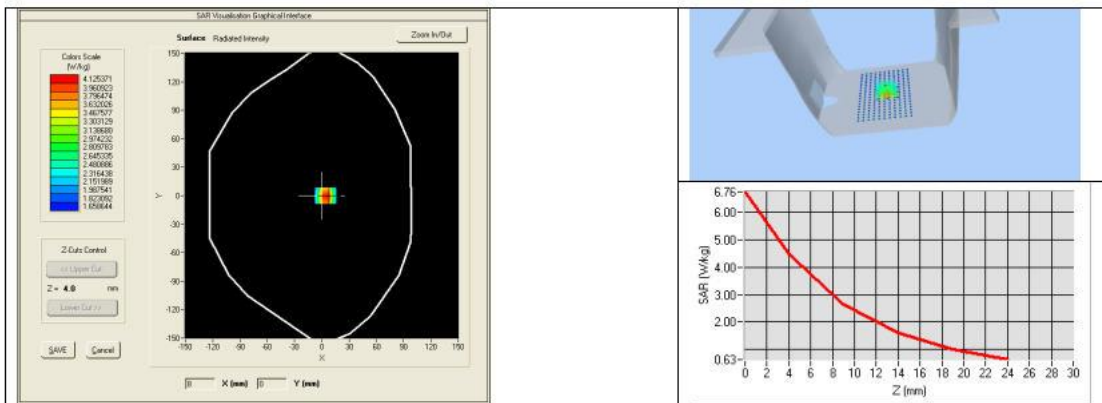 SAR Visualisation Graphical Interface
Surface Radiated Intensity
Zoom In/Out
Colors Scale
(W/kg)
4.125371
3.960923
3.796474
3.632026
3.467577
3.303129
3.138680
2.974232
2.809783
2.645335
2.480886
2.316438
2.151989
1.987541
1.823092
1.658644
Z-Cuts Control
<< Upper Cut
Z = 4.0 mm
Lower Cut >>
SAVE Cancel
150
120
90
60
30
0
-30
-60
-90
-120
-150
Y
-150 -120 -90 -60 -30 0 30 60 90 120 150
X
0 X (mm) 0 Y (mm)
6.76
6.00
5.00
4.00
3.00
2.00
0.63
SAR (W/kg)
0 2 4 6 8 10 12 14 16 18 20 22 24 26 28 30
Z (mm)